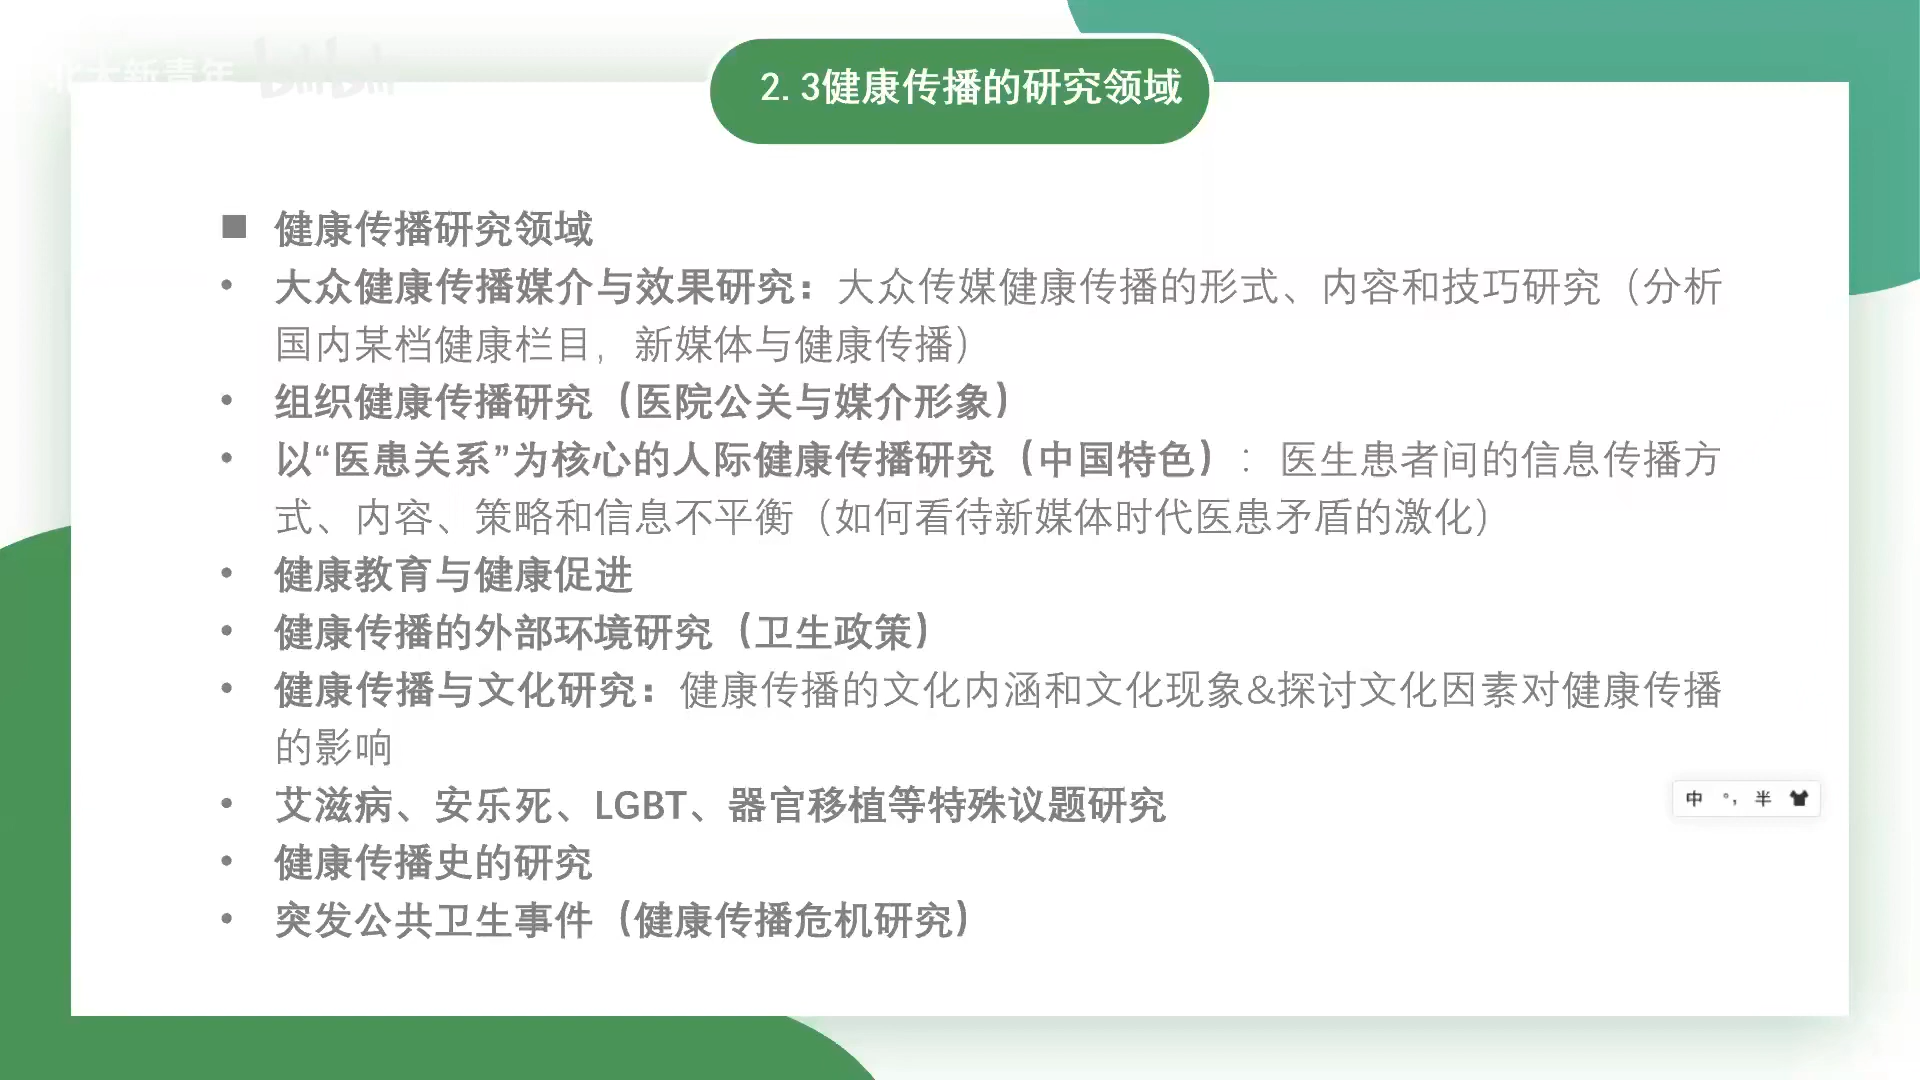 北大新青年 bilibili
2.3健康传播的研究领域
■ 健康传播研究领域
• 大众健康传播媒介与效果研究：大众传媒健康传播的形式、内容和技巧研究（分析
国内某档健康栏目，新媒体与健康传播）
• 组织健康传播研究（医院公关与媒介形象）
• 以“医患关系”为核心的人际健康传播研究（中国特色）：医生患者间的信息传播方
式、内容、策略和信息不平衡（如何看待新媒体时代医患矛盾的激化）
• 健康教育与健康促进
• 健康传播的外部环境研究（卫生政策）
• 健康传播与文化研究：健康传播的文化内涵和文化现象&探讨文化因素对健康传播
的影响
• 艾滋病、安乐死、LGBT、器官移植等特殊议题研究
• 健康传播史的研究
• 突发公共卫生事件（健康传播危机研究）
中 °, 半